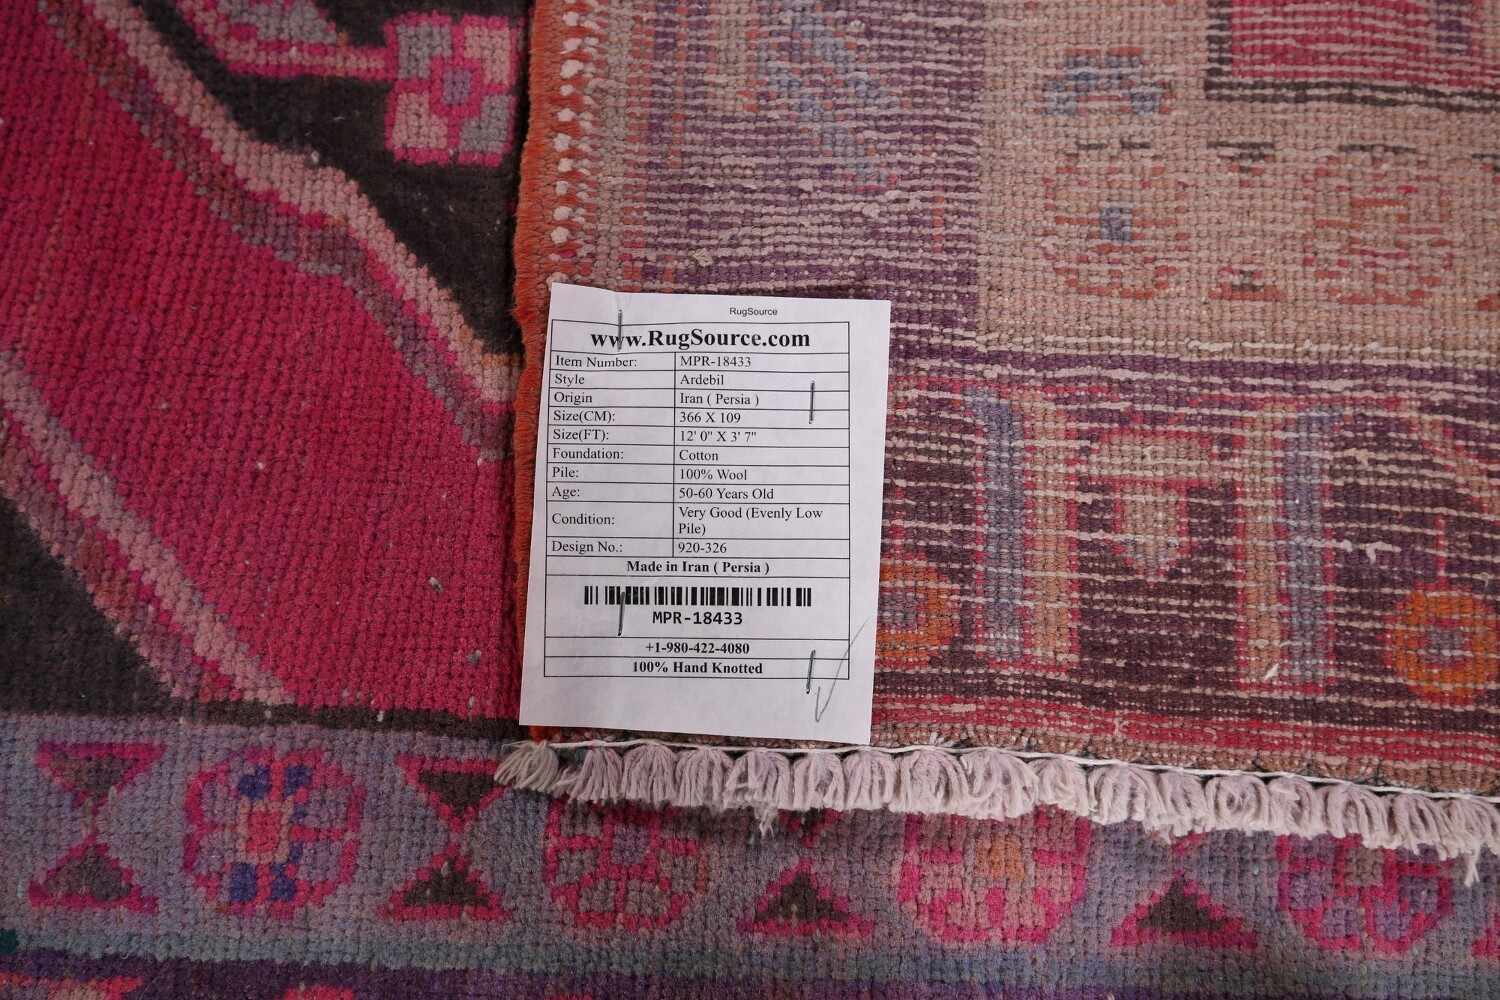 RugSource
www.RugSource.com
Item Number: MPR-18433
Style Ardebil
Origin Iran ( Persia )
Size(CM): 366 X 109
Size(FT): 12' 0" X 3' 7"
Foundation: Cotton
Pile: 100% Wool
Age: 50-60 Years Old
Condition: Very Good (Evenly Low
Pile)
Design No.: 920-326
Made in Iran ( Persia )
MPR-18433
+1-980-422-4080
100% Hand Knotted